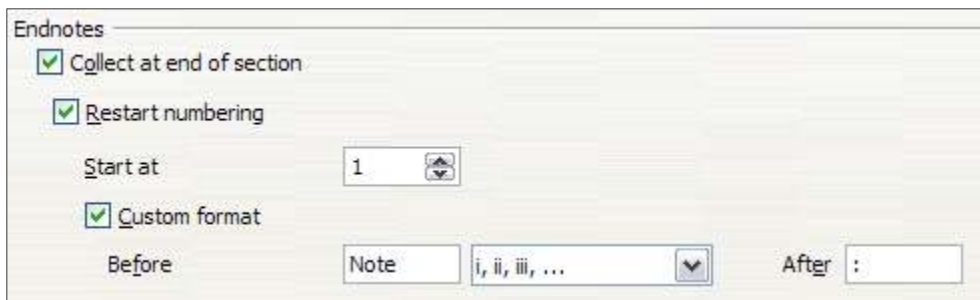 Endnotes
Collect at end of section
Restart numbering
Start at 1
Custom format
Before Note i, ii, iii, ... After :